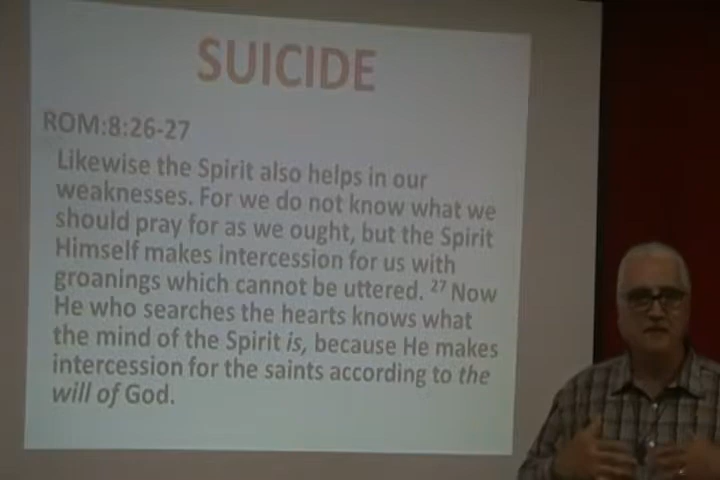 SUICIDE
ROM:8:26-27
Likewise the Spirit also helps in our
weaknesses. For we do not know what we
should pray for as we ought, but the Spirit
Himself makes intercession for us with
groanings which cannot be uttered. 27 Now
He who searches the hearts knows what
the mind of the Spirit is, because He makes
intercession for the saints according to the
will of God.